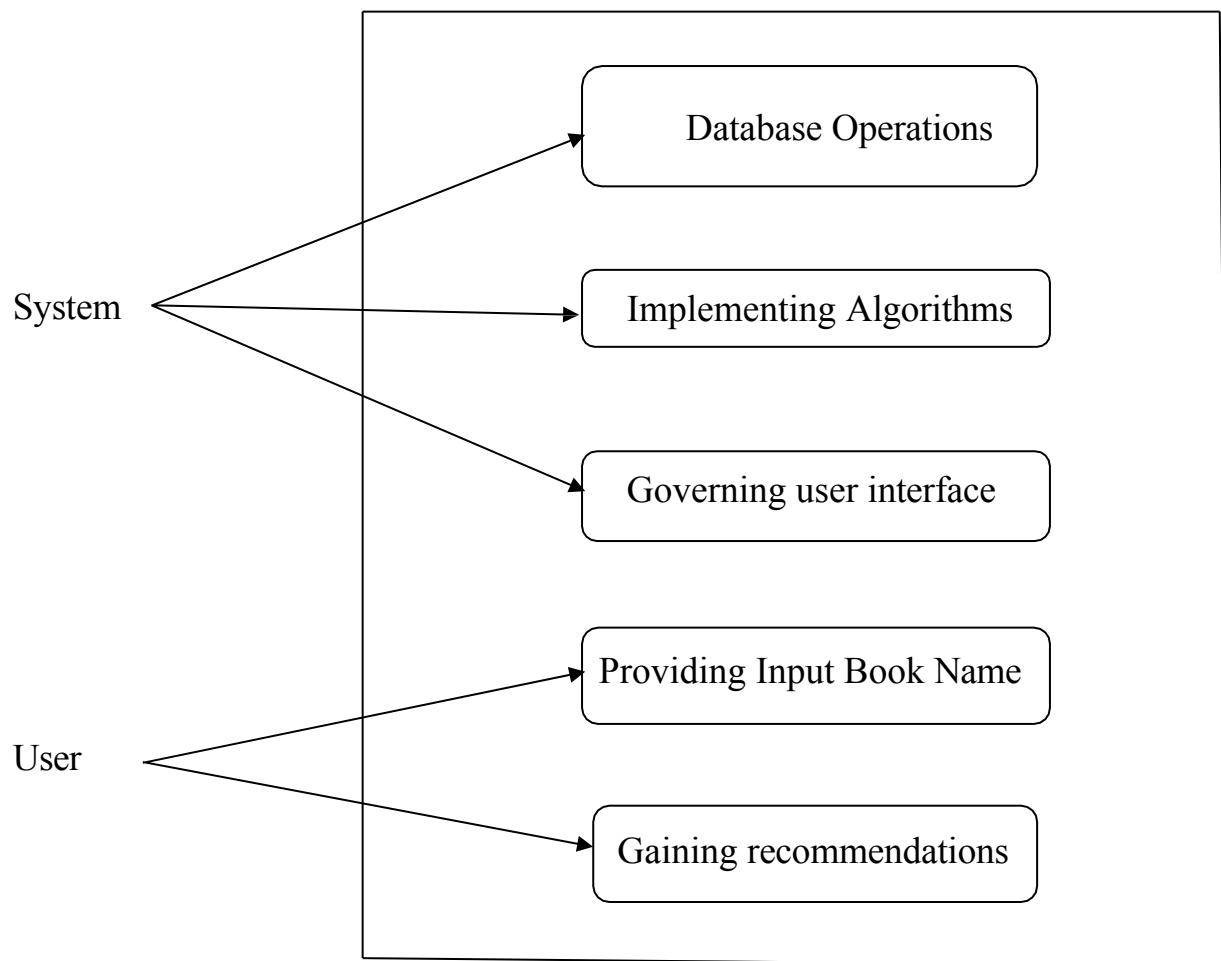 Database Operations
System
Implementing Algorithms
Governing user interface
Providing Input Book Name
User
Gaining recommendations